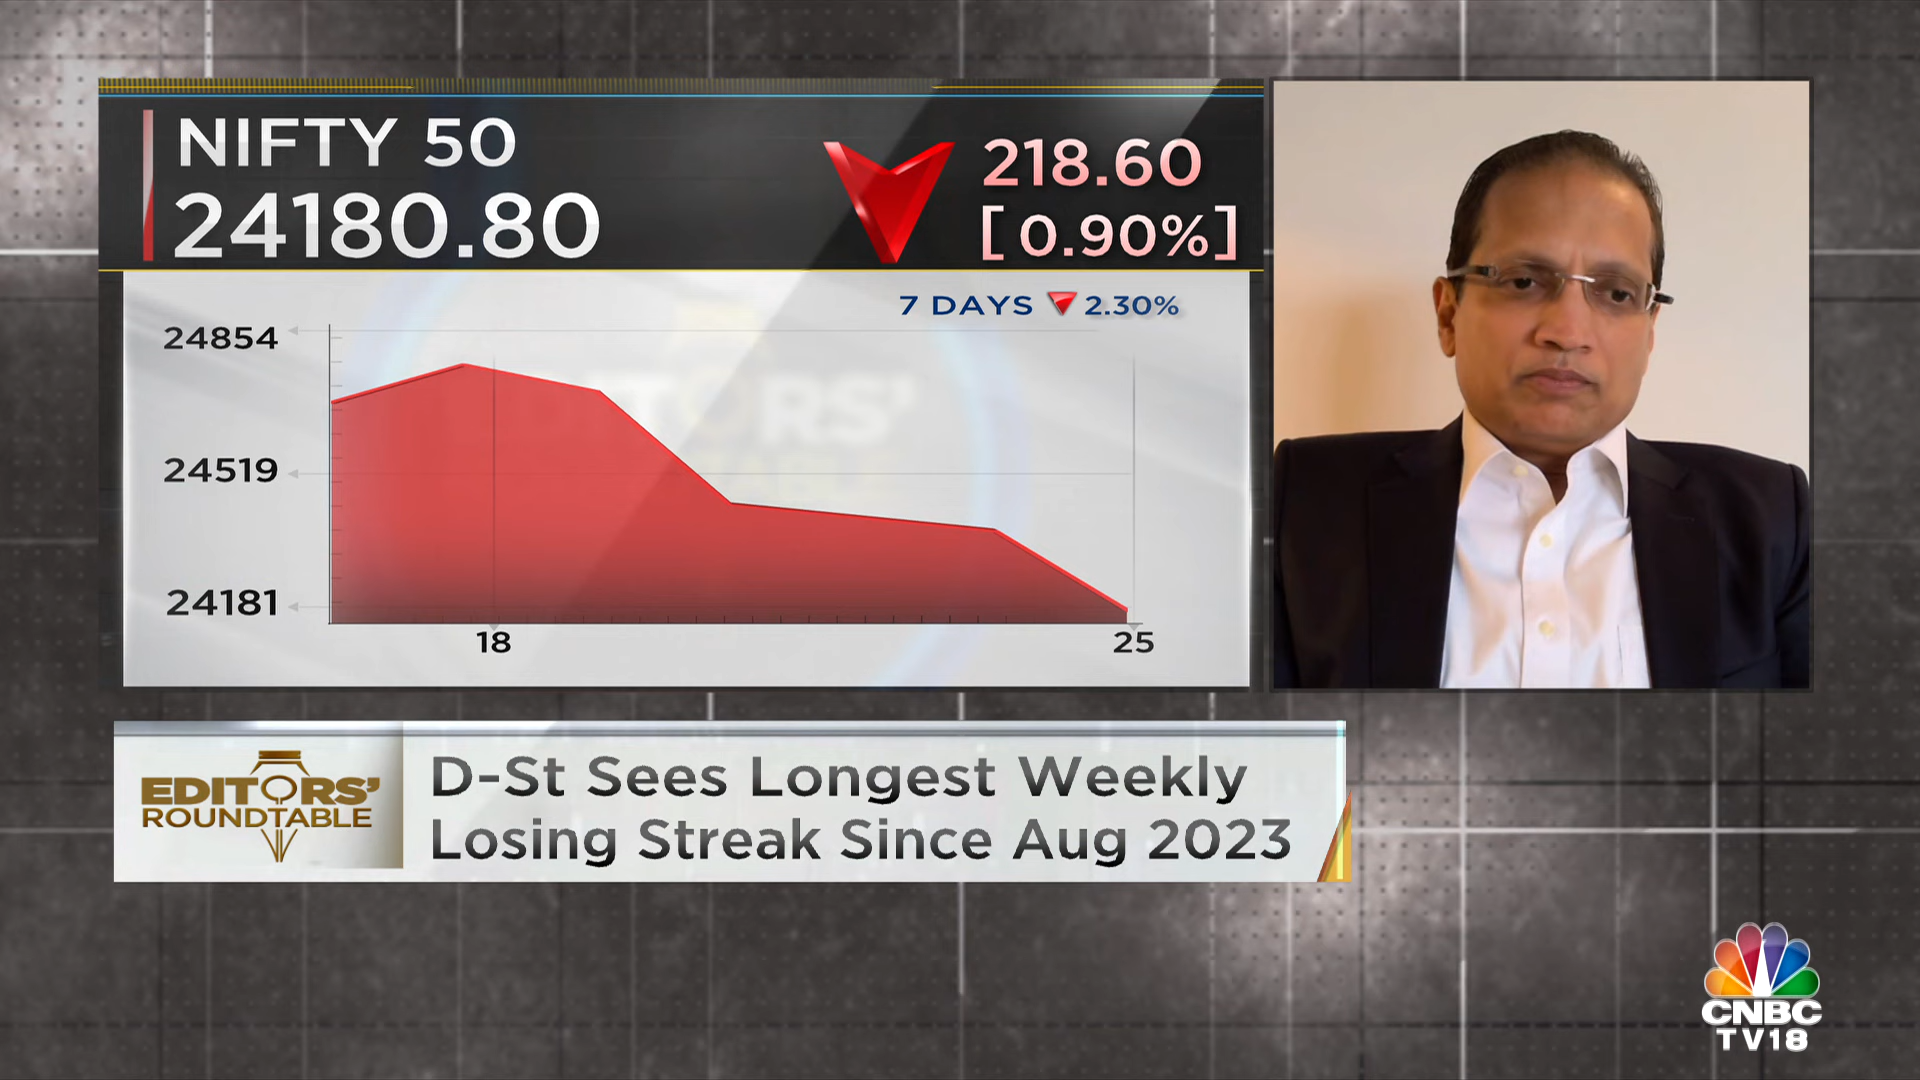 NIFTY 50
24180.80
218.60
[0.90%]
7 DAYS 2.30%
24854
24519
24181
18
25
EDITORS'
ROUNDTABLE
D-St Sees Longest Weekly
Losing Streak Since Aug 2023
CNBC
TV18